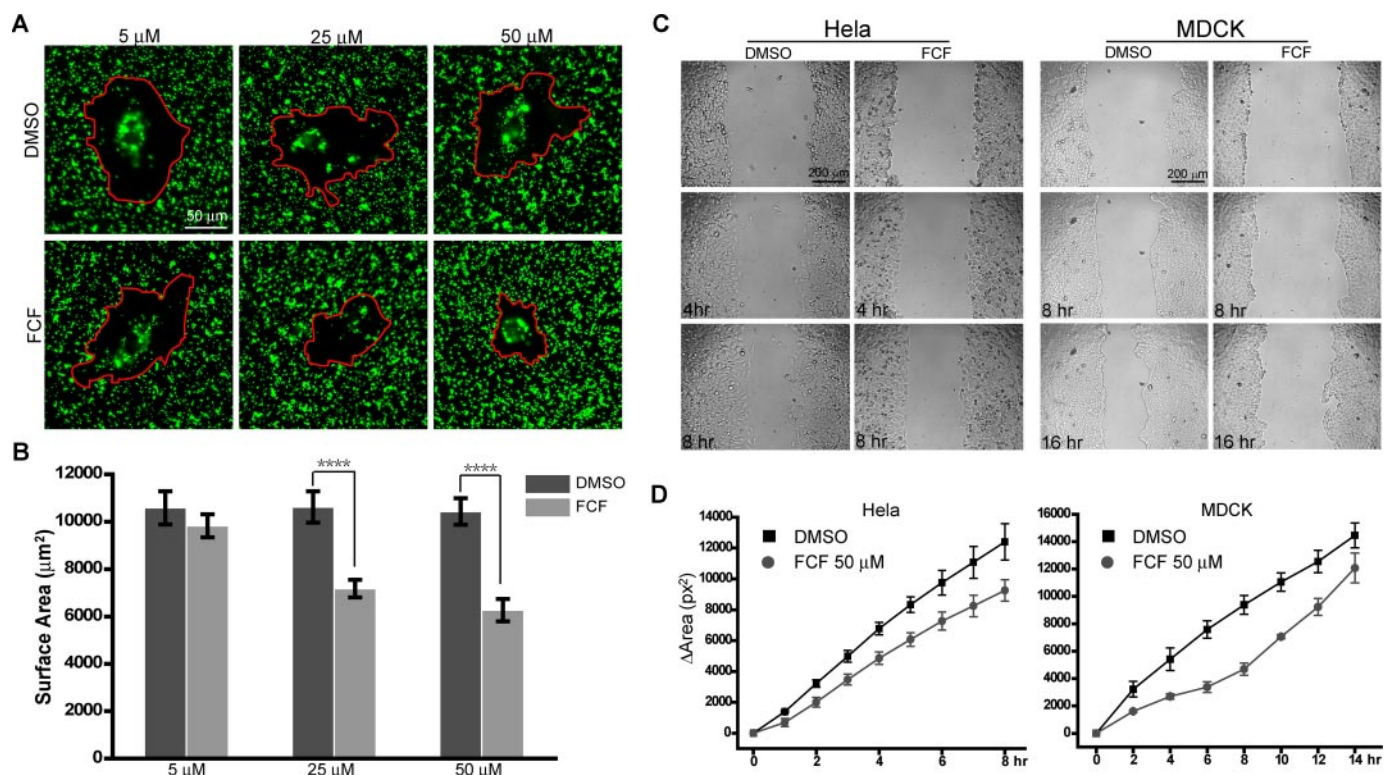 A
5 µM 25 µM 50 µM
DMSO
50 µm
FCF
B
Surface Area (µm²)
12000
10000
8000
6000
4000
2000
0
**** ****
DMSO
FCF
5 µM 25 µM 50 µM
C
Hela MDCK
DMSO FCF DMSO FCF
200 µm 200 µm
4hr 4 hr 8 hr 8 hr
8 hr 8 hr 16 hr 16 hr
D
Hela
DMSO
FCF 50 µM
ΔArea (px²)
14000
12000
10000
8000
6000
4000
2000
0
0 2 4 6 8 hr
MDCK
DMSO
FCF 50 µM
16000
14000
12000
10000
8000
6000
4000
2000
0
0 2 4 6 8 10 12 14 hr